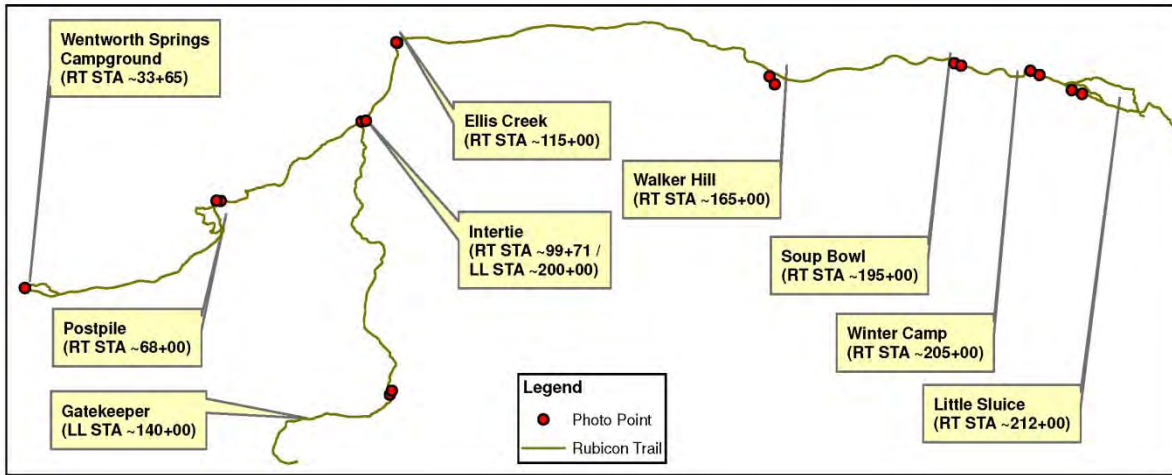 Wentworth Springs
Campground
(RT STA ~33+65)
Ellis Creek
(RT STA ~115+00)
Walker Hill
(RT STA ~165+00)
Intertie
(RT STA ~99+71 /
LL STA ~200+00)
Soup Bowl
(RT STA ~195+00)
Postpile
(RT STA ~68+00)
Winter Camp
(RT STA ~205+00)
Gatekeeper
(LL STA ~140+00)
Legend
Photo Point
Rubicon Trail
Little Sluice
(RT STA ~212+00)